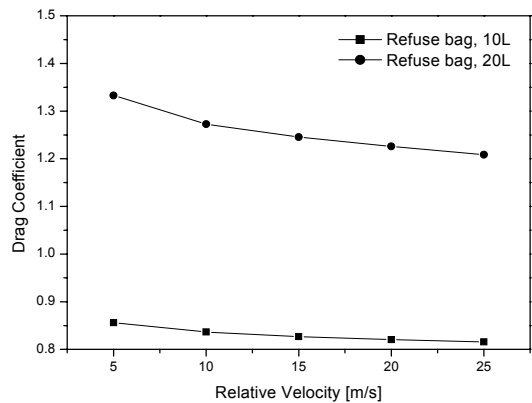 1.5
1.4
1.3
1.2
1.1
1.0
0.9
0.8
Drag Coefficient
Refuse bag, 10L
Refuse bag, 20L
5 10 15 20 25
Relative Velocity [m/s]